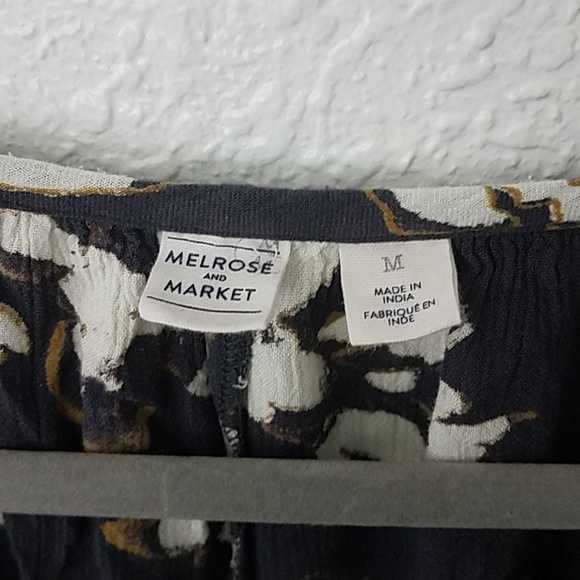 MELROSE
AND
MARKET
M
MADE IN
INDIA
FABRIQUÉ EN
INDE